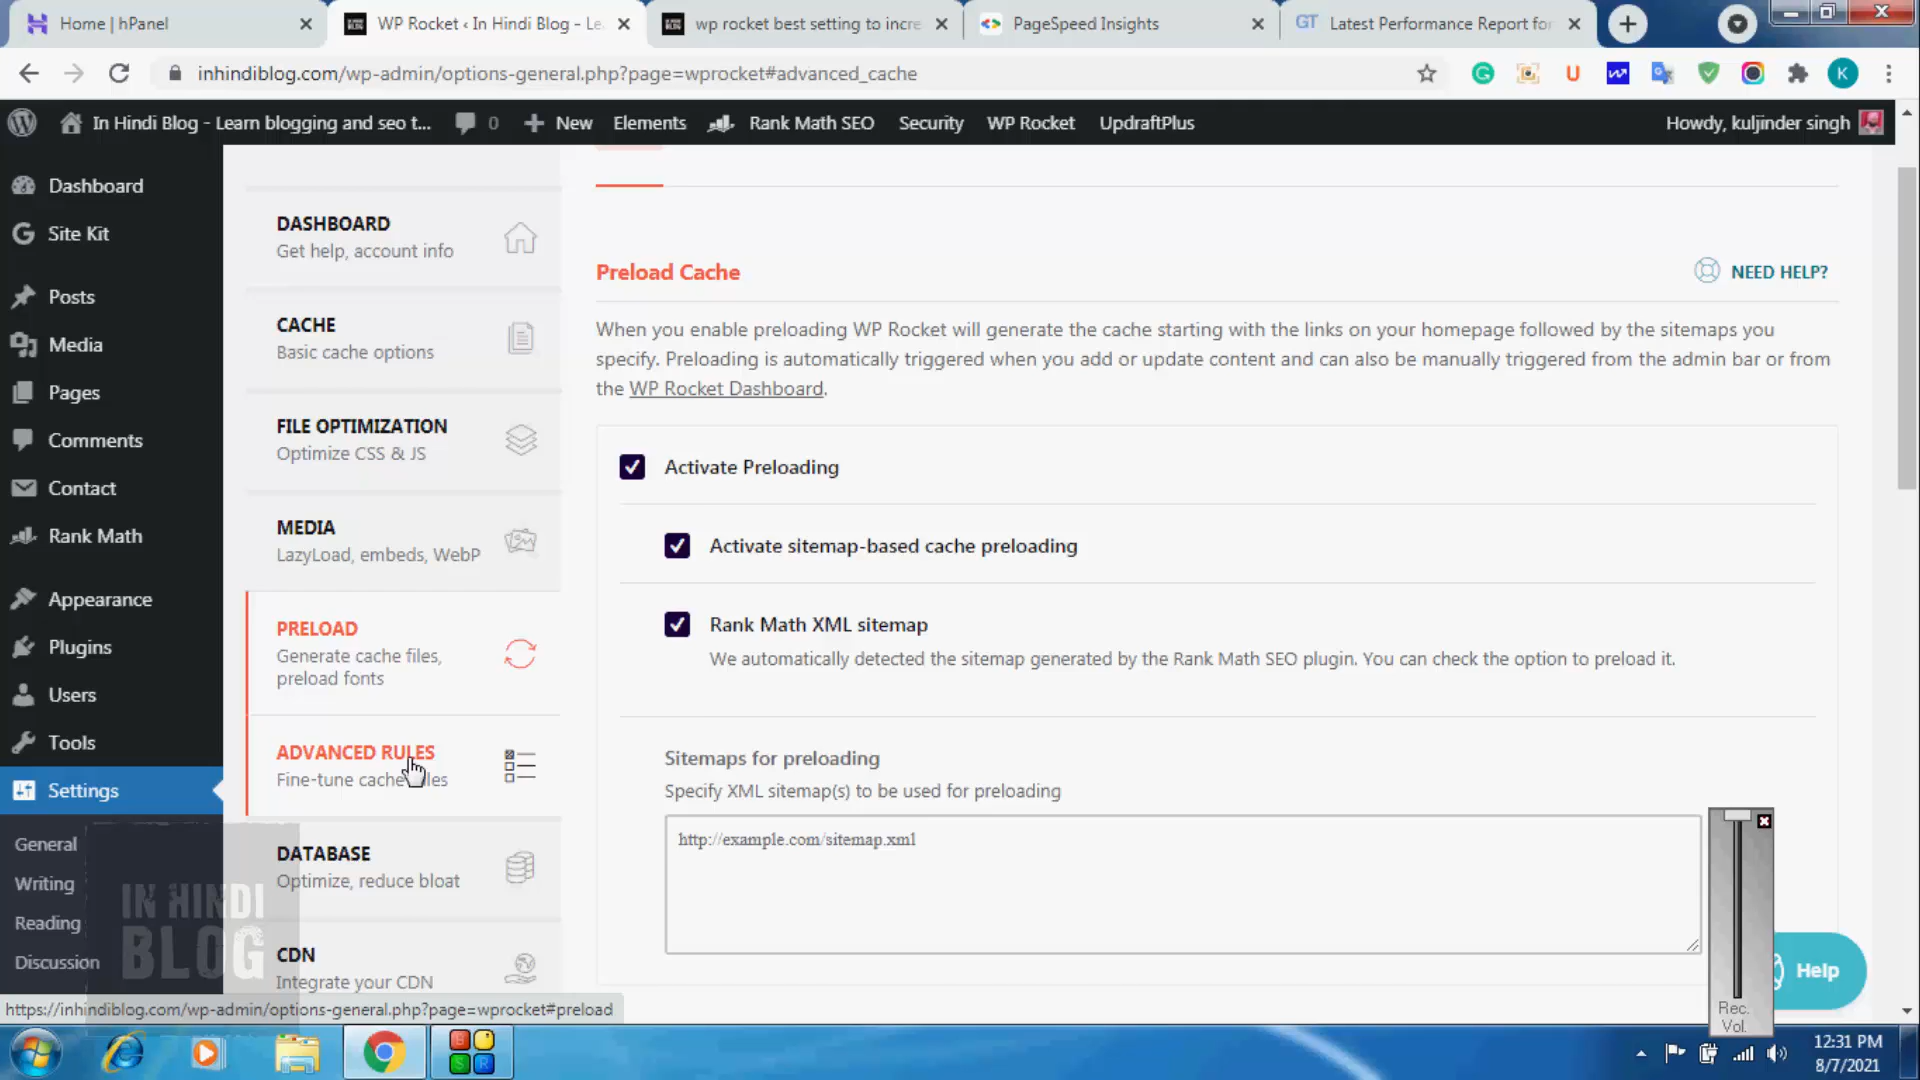 Home | hPanel
WP Rocket ‹ In Hindi Blog – Le
wp rocket best setting to incre
PageSpeed Insights
GT
Latest Performance Report for
inhindiblog.com/wp-admin/options-general.php?page=wprocket#advanced_cache
K
In Hindi Blog - Learn blogging and seo t...
0
New
Elements
Rank Math SEO
Security
WP Rocket
UpdraftPlus
Howdy, kuljinder singh
Dashboard
Site Kit
Posts
Media
Pages
Comments
Contact
Rank Math
Appearance
Plugins
Users
Tools
Settings
General
Writing
Reading
Discussion
IN HINDI
BLOG
DASHBOARD
Get help, account info
CACHE
Basic cache options
FILE OPTIMIZATION
Optimize CSS & JS
MEDIA
LazyLoad, embeds, WebP
PRELOAD
Generate cache files,
preload fonts
ADVANCED RULES
Fine-tune cache
DATABASE
Optimize, reduce bloat
CDN
Integrate your CDN
Preload Cache
NEED HELP?
When you enable preloading WP Rocket will generate the cache starting with the links on your homepage followed by the sitemaps you
specify. Preloading is automatically triggered when you add or update content and can also be manually triggered from the admin bar or from
the WP Rocket Dashboard.
Activate Preloading
Activate sitemap-based cache preloading
Rank Math XML sitemap
We automatically detected the sitemap generated by the Rank Math SEO plugin. You can check the option to preload it.
Sitemaps for preloading
Specify XML sitemap(s) to be used for preloading
http://example.com/sitemap.xml
Rec.
Vol.
Help
https://inhindiblog.com/wp-admin/options-general.php?page=wprocket#preload
12:31 PM
8/7/2021